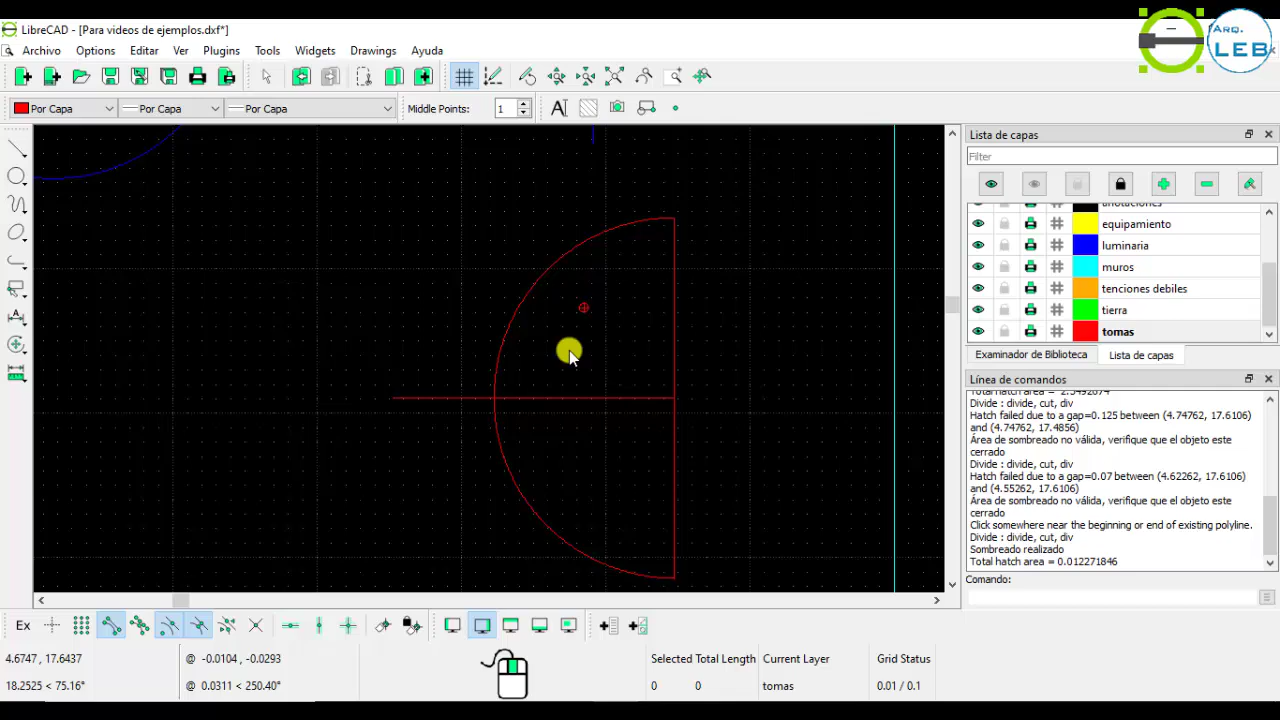 LibreCAD - [Para videos de ejemplos.dxf*]
Arq.
LEB
Archivo Options Editar Ver Plugins Tools Widgets Drawings Ayuda
Por Capa Por Capa Por Capa Middle Points: 1
Lista de capas
Filter
anotaciones
equipamiento
luminaria
muros
tenciones debiles
tierra
tomas
Examinador de Biblioteca Lista de capas
Línea de comandos
Total hatch area = 2.5492674
Divide : divide, cut, div
Hatch failed due to a gap=0.125 between (4.74762, 17.6106)
and (4.74762, 17.4856)
Área de sombreado no válida, verifique que el objeto este
cerrado
Divide : divide, cut, div
Hatch failed due to a gap=0.07 between (4.62262, 17.6106)
and (4.55262, 17.6106)
Área de sombreado no válida, verifique que el objeto este
cerrado
Click somewhere near the beginning or end of existing polyline.
Divide : divide, cut, div
Sombreado realizado
Total hatch area = 0.012271846
Comando:
Ex
4.6747 , 17.6437 @ -0.0104 , -0.0293 Selected Total Length Current Layer Grid Status
18.2525 < 75.16° @ 0.0311 < 250.40° 0 0 tomas 0.01 / 0.1